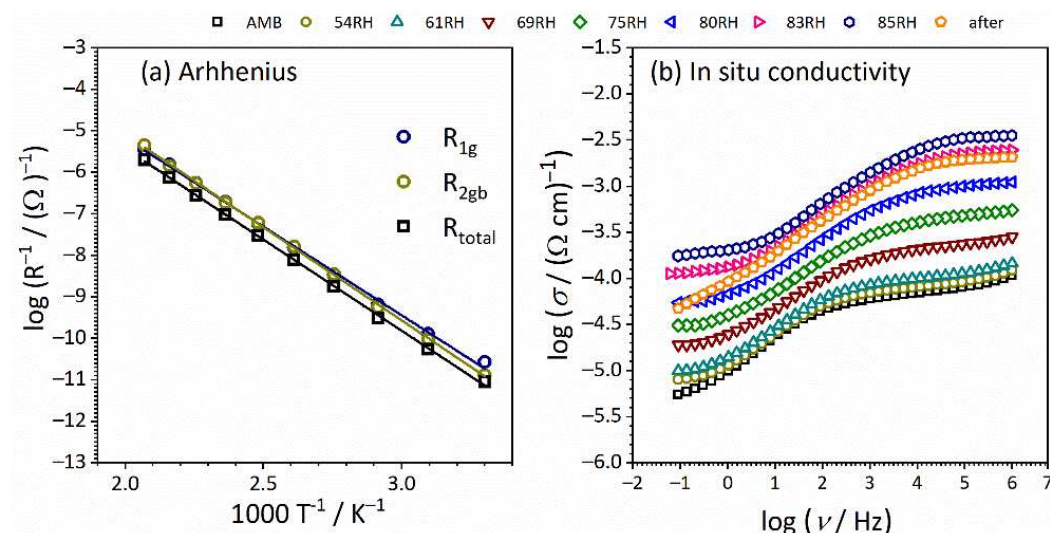 AMB 54RH 61RH 69RH 75RH 80RH 83RH 85RH after
(a) Arhhenius
R1g
R2gb
Rtotal
log (R⁻¹ / (Ω )⁻¹)
−3
−4
−5
−6
−7
−8
−9
−10
−11
−12
−13
2.0 2.5 3.0
1000 T⁻¹ / K⁻¹
(b) In situ conductivity
log (σ / (Ω cm)⁻¹
−1.5
−2.0
−2.5
−3.0
−3.5
−4.0
−4.5
−5.0
−5.5
−6.0
−2 −1 0 1 2 3 4 5 6 7
log (ν / Hz)